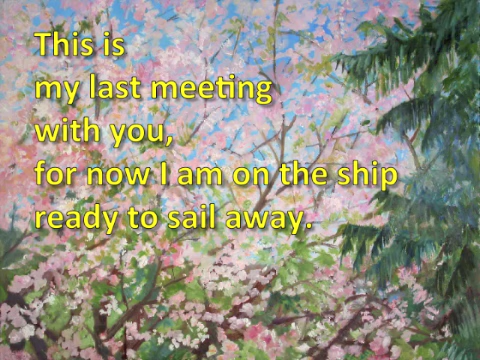 This is
my last meeting
with you,
for now I am on the ship
ready to sail away.